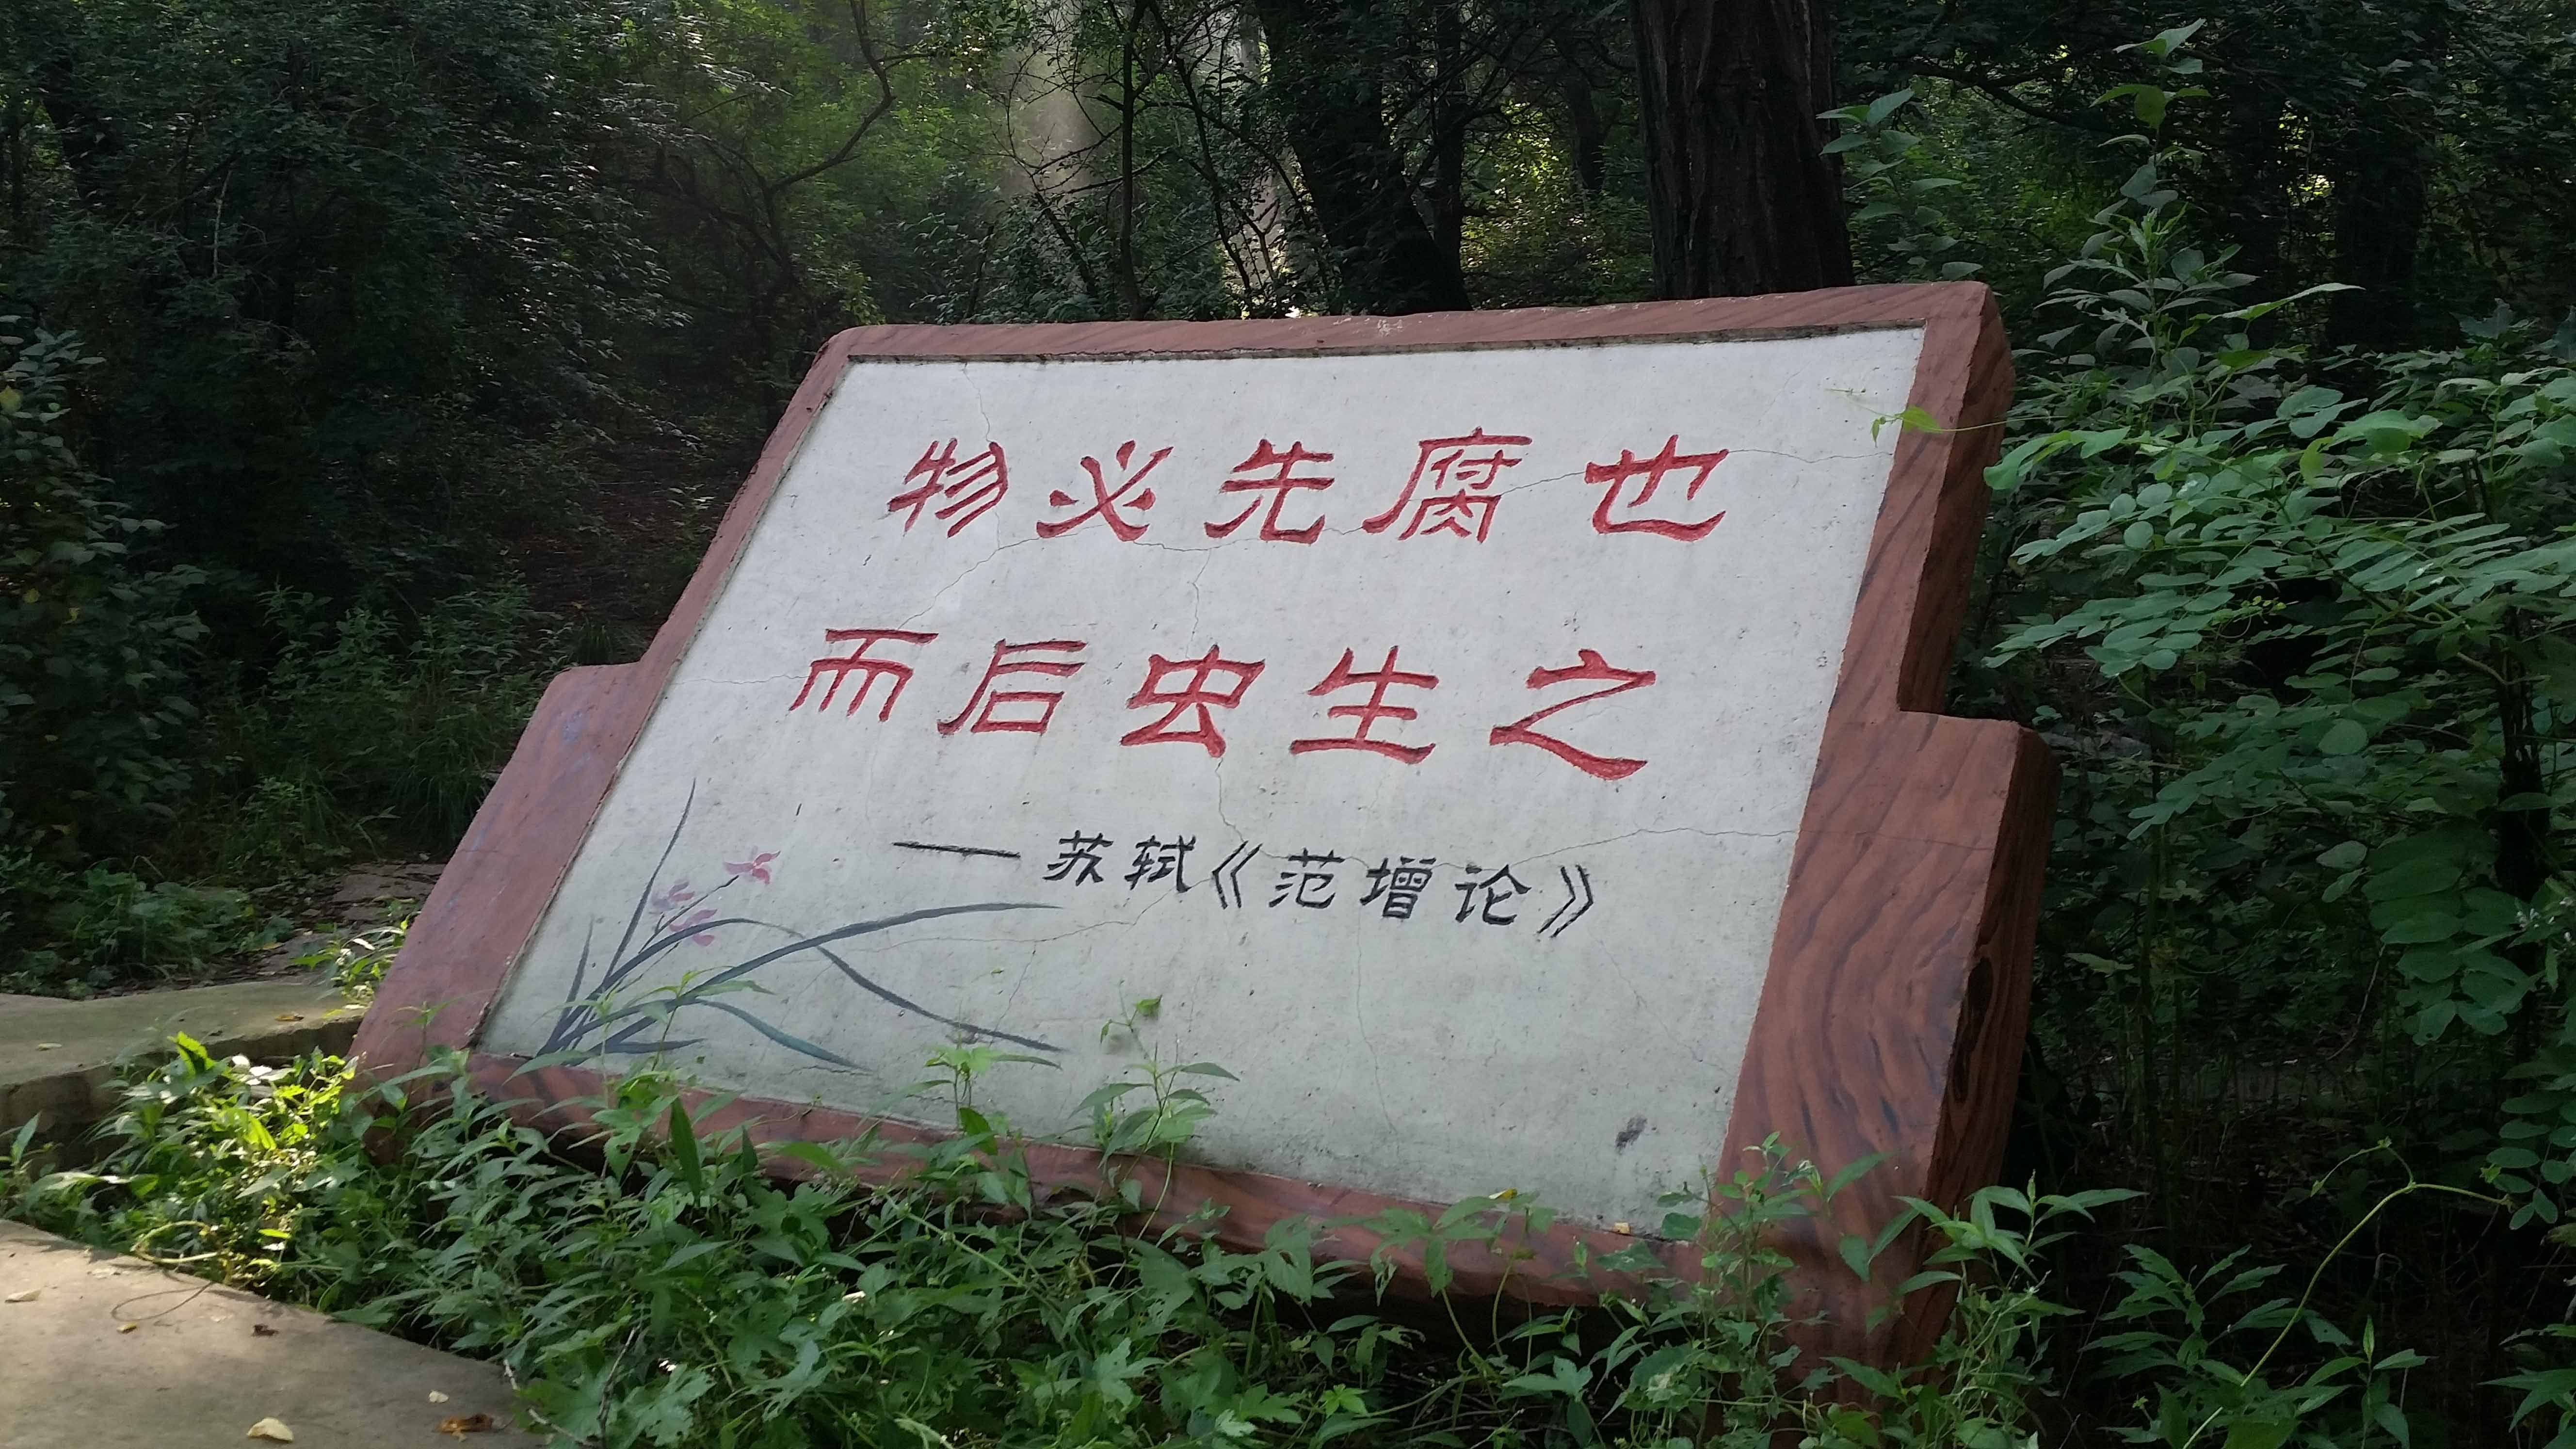 物必先腐也
而后虫生之
——苏轼《范增论》